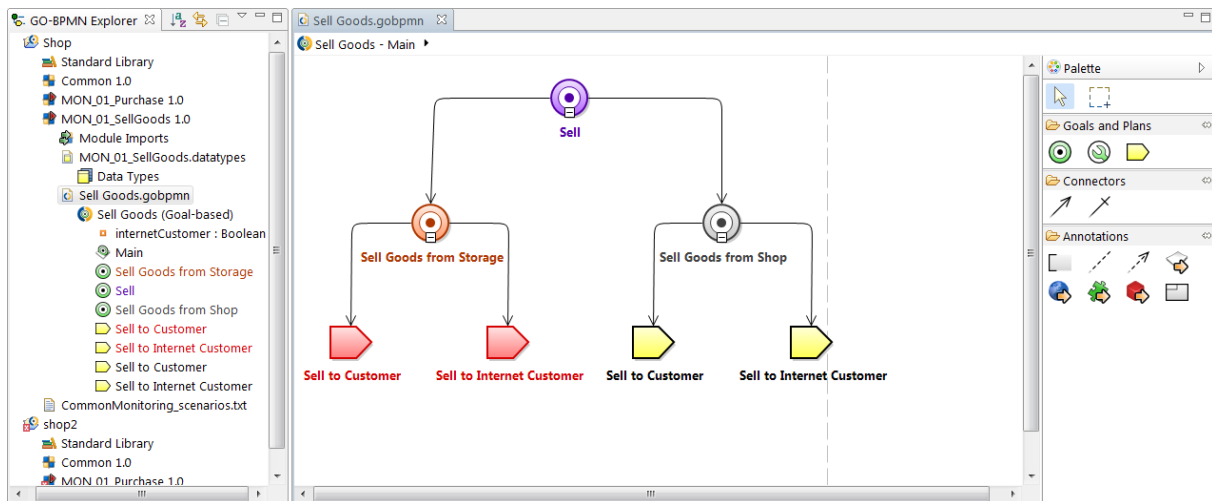 GO-BPMN Explorer
Shop
Standard Library
Common 1.0
MON_01_Purchase 1.0
MON_01_SellGoods 1.0
Module Imports
MON_01_SellGoods.datatypes
Data Types
Sell Goods.gobpmn
Sell Goods (Goal-based)
internetCustomer : Boolean
Main
Sell Goods from Storage
Sell
Sell Goods from Shop
Sell to Customer
Sell to Internet Customer
Sell to Customer
Sell to Internet Customer
CommonMonitoring_scenarios.txt
shop2
Standard Library
Common 1.0
MON_01_Purchase 1.0
Sell Goods.gobpmn
Sell Goods - Main
Sell
Sell Goods from Storage
Sell Goods from Shop
Sell to Customer
Sell to Internet Customer
Sell to Customer
Sell to Internet Customer
Palette
Goals and Plans
Connectors
Annotations